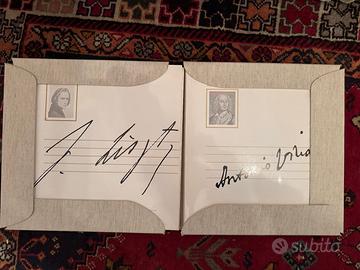 F. Liszt
Antonio
subito